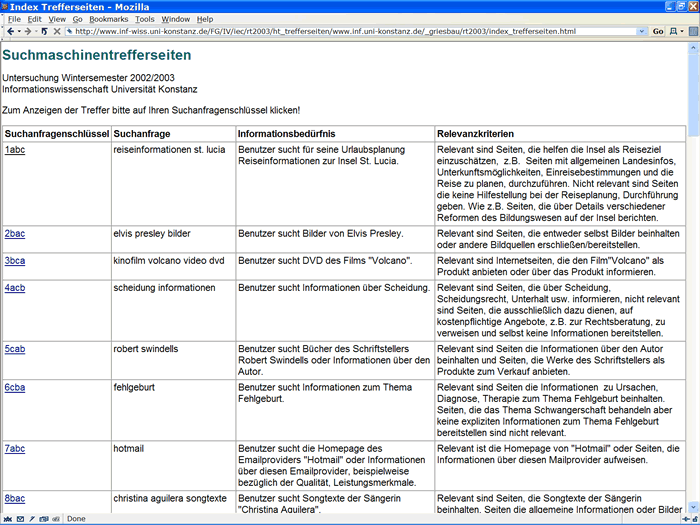 Index Trefferseiten - Mozilla
File Edit View Go Bookmarks Tools Window Help
http://www.inf-wiss.uni-konstanz.de/FG/IV/iec/rt2003/ht_trefferseiten/www.inf.uni-konstanz.de/_griesbau/rt2003/index_trefferseiten.html Go
Suchmaschinentrefferseiten
Untersuchung Wintersemester 2002/2003
Informationswissenschaft Universität Konstanz
Zum Anzeigen der Treffer bitte auf Ihren Suchanfragenschlüssel klicken!
Suchanfragenschlüssel Suchanfrage Informationsbedürfnis Relevanzkriterien
1abc reiseinformationen st. lucia
Benutzer sucht für seine Urlaubsplanung
Reiseinformationen zur Insel St. Lucia.
Relevant sind Seiten, die helfen die Insel als Reiseziel
einzuschätzen, z.B. Seiten mit allgemeinen Landesinfos,
Unterkunftsmöglichkeiten, Einreisebestimmungen und die
Reise zu planen, durchzuführen. Nicht relevant sind Seiten
die keine Hilfestellung bei der Reiseplanung, Durchführung
geben. Wie z.B. Seiten, die über Details verschiedener
Reformen des Bildungswesen auf der Insel berichten.
2bac elvis presley bilder
Benutzer sucht Bilder von Elvis Presley.
Relevant sind Seiten, die entweder selbst Bilder beinhalten
oder andere Bildquellen erschließen/bereitstellen.
3bca kinofilm volcano video dvd
Benutzer sucht DVD des Films "Volcano".
Relevant sind Internetseiten, die den Film"Volcano" als
Produkt anbieten oder über das Produkt informieren.
4acb scheidung informationen
Benutzer sucht Informationen über Scheidung.
Relevant sind Seiten, die über Scheidung,
Scheidungsrecht, Unterhalt usw. informieren, nicht relevant
sind Seiten, die ausschließlich dazu dienen, auf
kostenpflichtige Angebote, z.B. zur Rechtsberatung, zu
verweisen und selbst keine Informationen bereitstellen.
5cab robert swindells
Benutzer sucht Bücher des Schriftstellers
Robert Swindells oder Informationen über den
Autor.
Relevant sind Seiten die Informationen über den Autor
beinhalten und Seiten, die Werke des Schriftstellers als
Produkte zum Verkauf anbieten.
6cba fehlgeburt
Benutzer sucht Informationen zum Thema
Fehlgeburt.
Relevant sind Seiten die Informationen zu Ursachen,
Diagnose, Therapie zum Thema Fehlgeburt beinhalten.
Seiten, die das Thema Schwangerschaft behandeln aber
keine expliziten Informationen zum Thema Fehlgeburt
bereitstellen sind nicht relevant.
7abc hotmail
Benutzer sucht die Homepage des
Emailproviders "Hotmail" oder Informationen
über diesen Emailprovider, beispielweise
bezüglich der Qualität, Leistungsmerkmale.
Relevant ist die Homepage von "Hotmail" oder Seiten, die
Informationen über diesen Mailprovider aufweisen.
8bac christina aguilera songtexte
Benutzer sucht Songtexte der Sängerin
"Christina Aguilera".
Relevant sind Seiten, die Songtexte der Sängerin
beinhalten. Seiten die allgemeine Informationen oder Bilder
Done